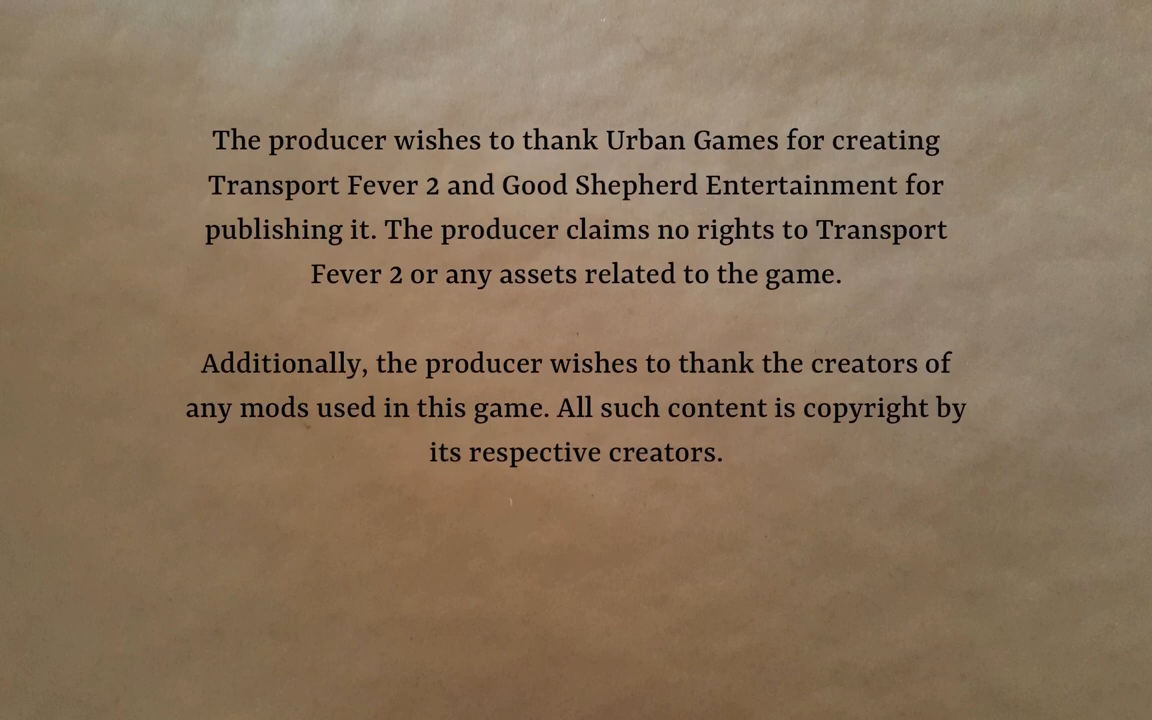 The producer wishes to thank Urban Games for creating
Transport Fever 2 and Good Shepherd Entertainment for
publishing it. The producer claims no rights to Transport
Fever 2 or any assets related to the game.
Additionally, the producer wishes to thank the creators of
any mods used in this game. All such content is copyright by
its respective creators.